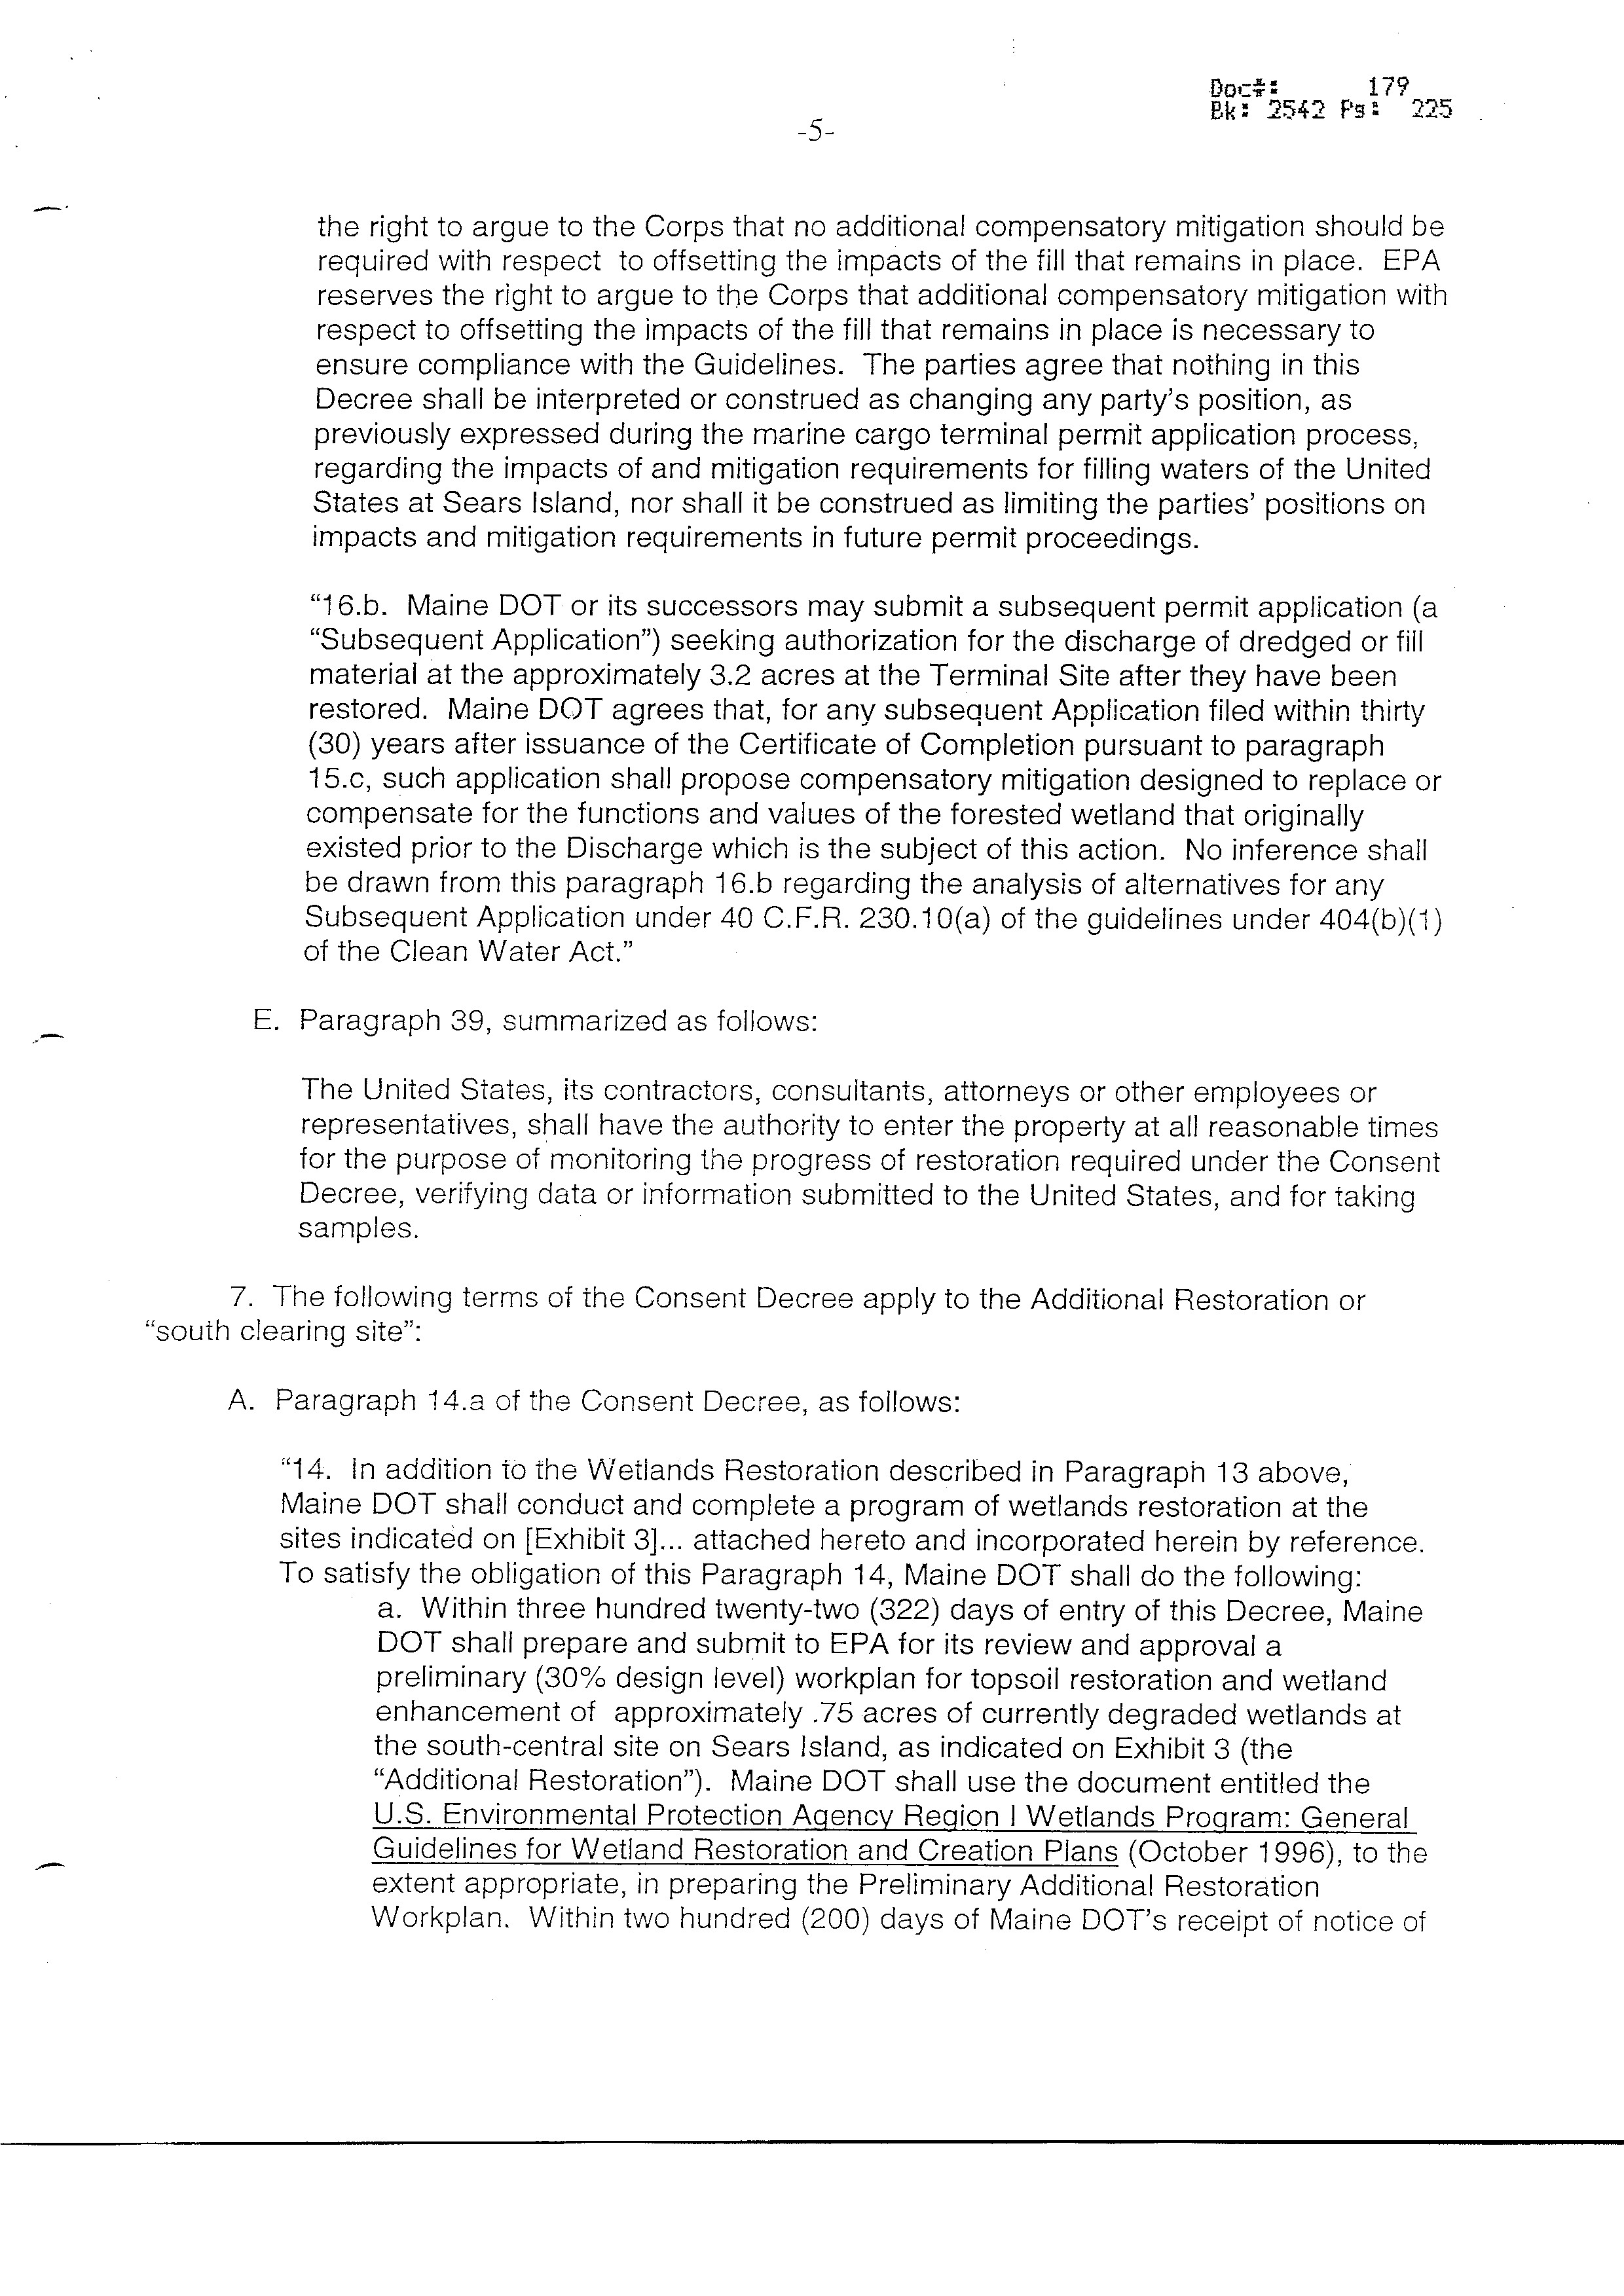 Doc#: 179
Bk: 2542 Pg: 225
-5-
the right to argue to the Corps that no additional compensatory mitigation should be
required with respect to offsetting the impacts of the fill that remains in place. EPA
reserves the right to argue to the Corps that additional compensatory mitigation with
respect to offsetting the impacts of the fill that remains in place is necessary to
ensure compliance with the Guidelines. The parties agree that nothing in this
Decree shall be interpreted or construed as changing any party's position, as
previously expressed during the marine cargo terminal permit application process,
regarding the impacts of and mitigation requirements for filling waters of the United
States at Sears Island, nor shall it be construed as limiting the parties' positions on
impacts and mitigation requirements in future permit proceedings.
"16.b. Maine DOT or its successors may submit a subsequent permit application (a
"Subsequent Application") seeking authorization for the discharge of dredged or fill
material at the approximately 3.2 acres at the Terminal Site after they have been
restored. Maine DOT agrees that, for any subsequent Application filed within thirty
(30) years after issuance of the Certificate of Completion pursuant to paragraph
15.c, such application shall propose compensatory mitigation designed to replace or
compensate for the functions and values of the forested wetland that originally
existed prior to the Discharge which is the subject of this action. No inference shall
be drawn from this paragraph 16.b regarding the analysis of alternatives for any
Subsequent Application under 40 C.F.R. 230.10(a) of the guidelines under 404(b)(1)
of the Clean Water Act."
E. Paragraph 39, summarized as follows:
The United States, its contractors, consultants, attorneys or other employees or
representatives, shall have the authority to enter the property at all reasonable times
for the purpose of monitoring the progress of restoration required under the Consent
Decree, verifying data or information submitted to the United States, and for taking
samples.
7. The following terms of the Consent Decree apply to the Additional Restoration or
"south clearing site":
A. Paragraph 14.a of the Consent Decree, as follows:
"14. In addition to the Wetlands Restoration described in Paragraph 13 above,
Maine DOT shall conduct and complete a program of wetlands restoration at the
sites indicated on [Exhibit 3]... attached hereto and incorporated herein by reference.
To satisfy the obligation of this Paragraph 14, Maine DOT shall do the following:
a. Within three hundred twenty-two (322) days of entry of this Decree, Maine
DOT shall prepare and submit to EPA for its review and approval a
preliminary (30% design level) workplan for topsoil restoration and wetland
enhancement of approximately .75 acres of currently degraded wetlands at
the south-central site on Sears Island, as indicated on Exhibit 3 (the
"Additional Restoration"). Maine DOT shall use the document entitled the
U.S. Environmental Protection Agency Region I Wetlands Program: General
Guidelines for Wetland Restoration and Creation Plans (October 1996), to the
extent appropriate, in preparing the Preliminary Additional Restoration
Workplan. Within two hundred (200) days of Maine DOT's receipt of notice of